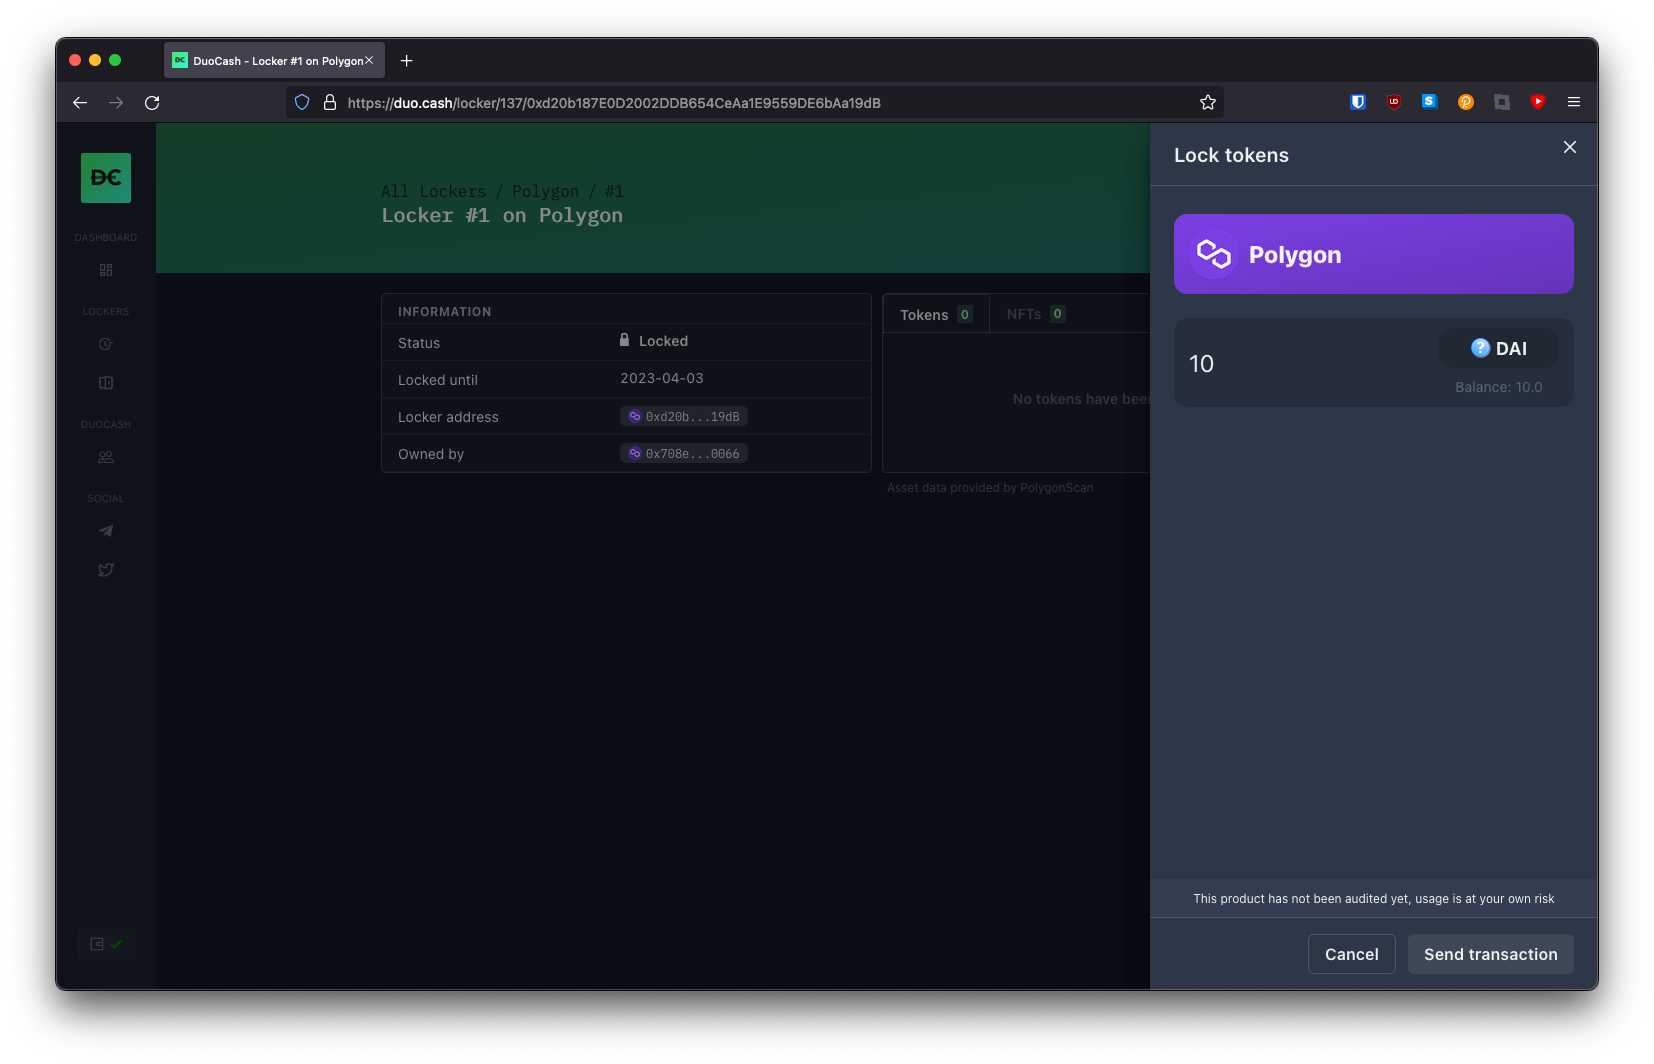 DC DuoCash - Locker #1 on Polygon
https://duo.cash/locker/137/0xd20b187E0D2002DDB654CeAa1E9559DE6bAa19dB
DC
DASHBOARD
LOCKERS
DUOCASH
SOCIAL
All Lockers / Polygon / #1
Locker #1 on Polygon
INFORMATION
Status Locked
Locked until 2023-04-03
Locker address 0xd20b...19dB
Owned by 0x708e...0066
Tokens 0 NFTs 0
No tokens have been
Asset data provided by PolygonScan
Lock tokens
Polygon
10
DAI
Balance: 10.0
This product has not been audited yet, usage is at your own risk
Cancel Send transaction